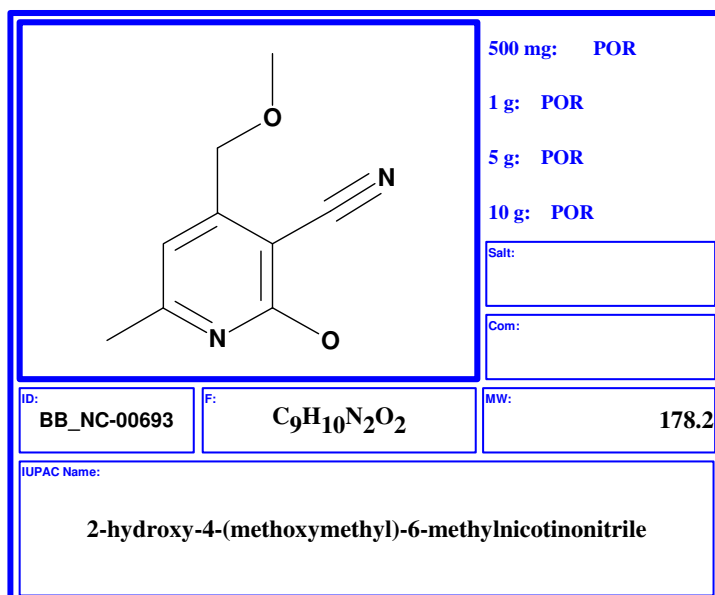 O
N
N
O
500 mg: POR
1 g: POR
5 g: POR
10 g: POR
Salt:
Com:
ID:
BB_NC-00693
F:
C9H10N2O2
MW:
178.2
IUPAC Name:
2-hydroxy-4-(methoxymethyl)-6-methylnicotinonitrile